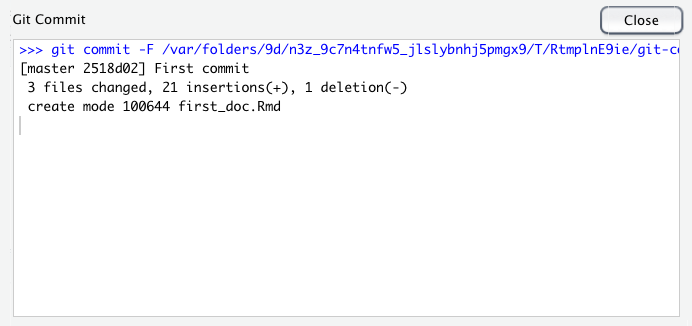 Git Commit
Close
>>> git commit -F /var/folders/9d/n3z_9c7n4tnfw5_jlslybnhj5pmgx9/T/RtmplnE9ie/git-co
[master 2518d02] First commit
3 files changed, 21 insertions(+), 1 deletion(-)
create mode 100644 first_doc.Rmd